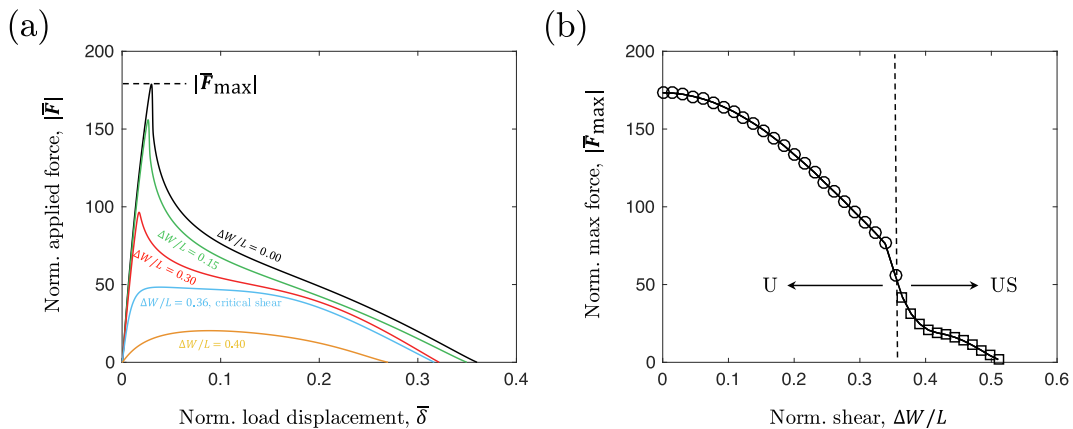 (a)
200
150
100
50
0
0
0.1
0.2
0.3
0.4
Norm. applied force, |F̅|
Norm. load displacement, δ̅
|F̅max|
ΔW/L = 0.00
ΔW/L = 0.15
ΔW/L = 0.30
ΔW/L = 0.36, critical shear
ΔW/L = 0.40
(b)
200
150
100
50
0
0
0.1
0.2
0.3
0.4
0.5
0.6
Norm. max force, |F̅max|
Norm. shear, ΔW/L
U
US